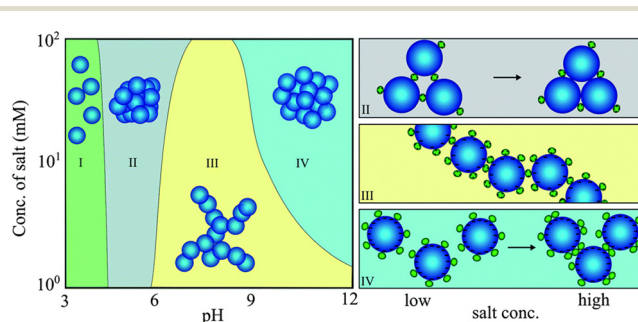 Conc. of salt (mM)
10²
10¹
10⁰
I
II
III
IV
3
6
9
12
pH
II
III
IV
low
high
salt conc.